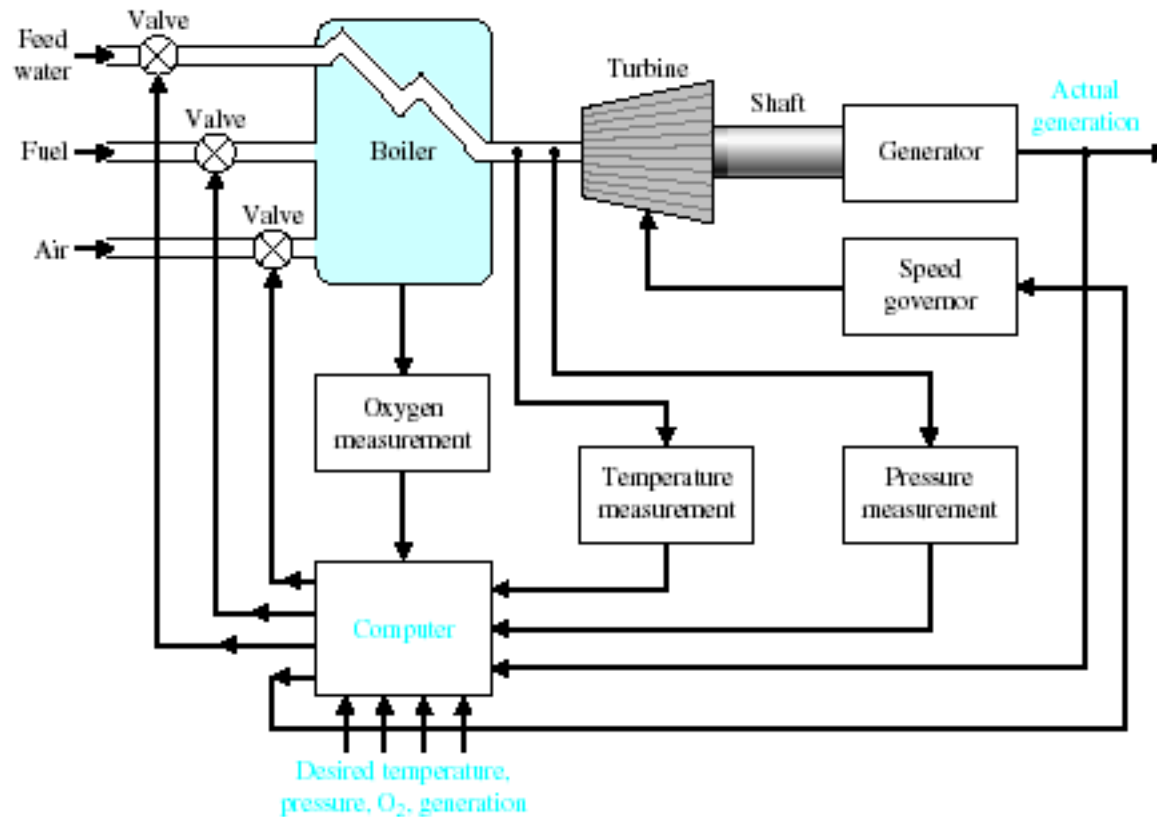 Valve
Feed
water
Valve
Fuel
Valve
Air
Boiler
Turbine
Shaft
Generator
Actual
generation
Speed
governor
Oxygen
measurement
Temperature
measurement
Pressure
measurement
Computer
Desired temperature,
pressure, O₂, generation